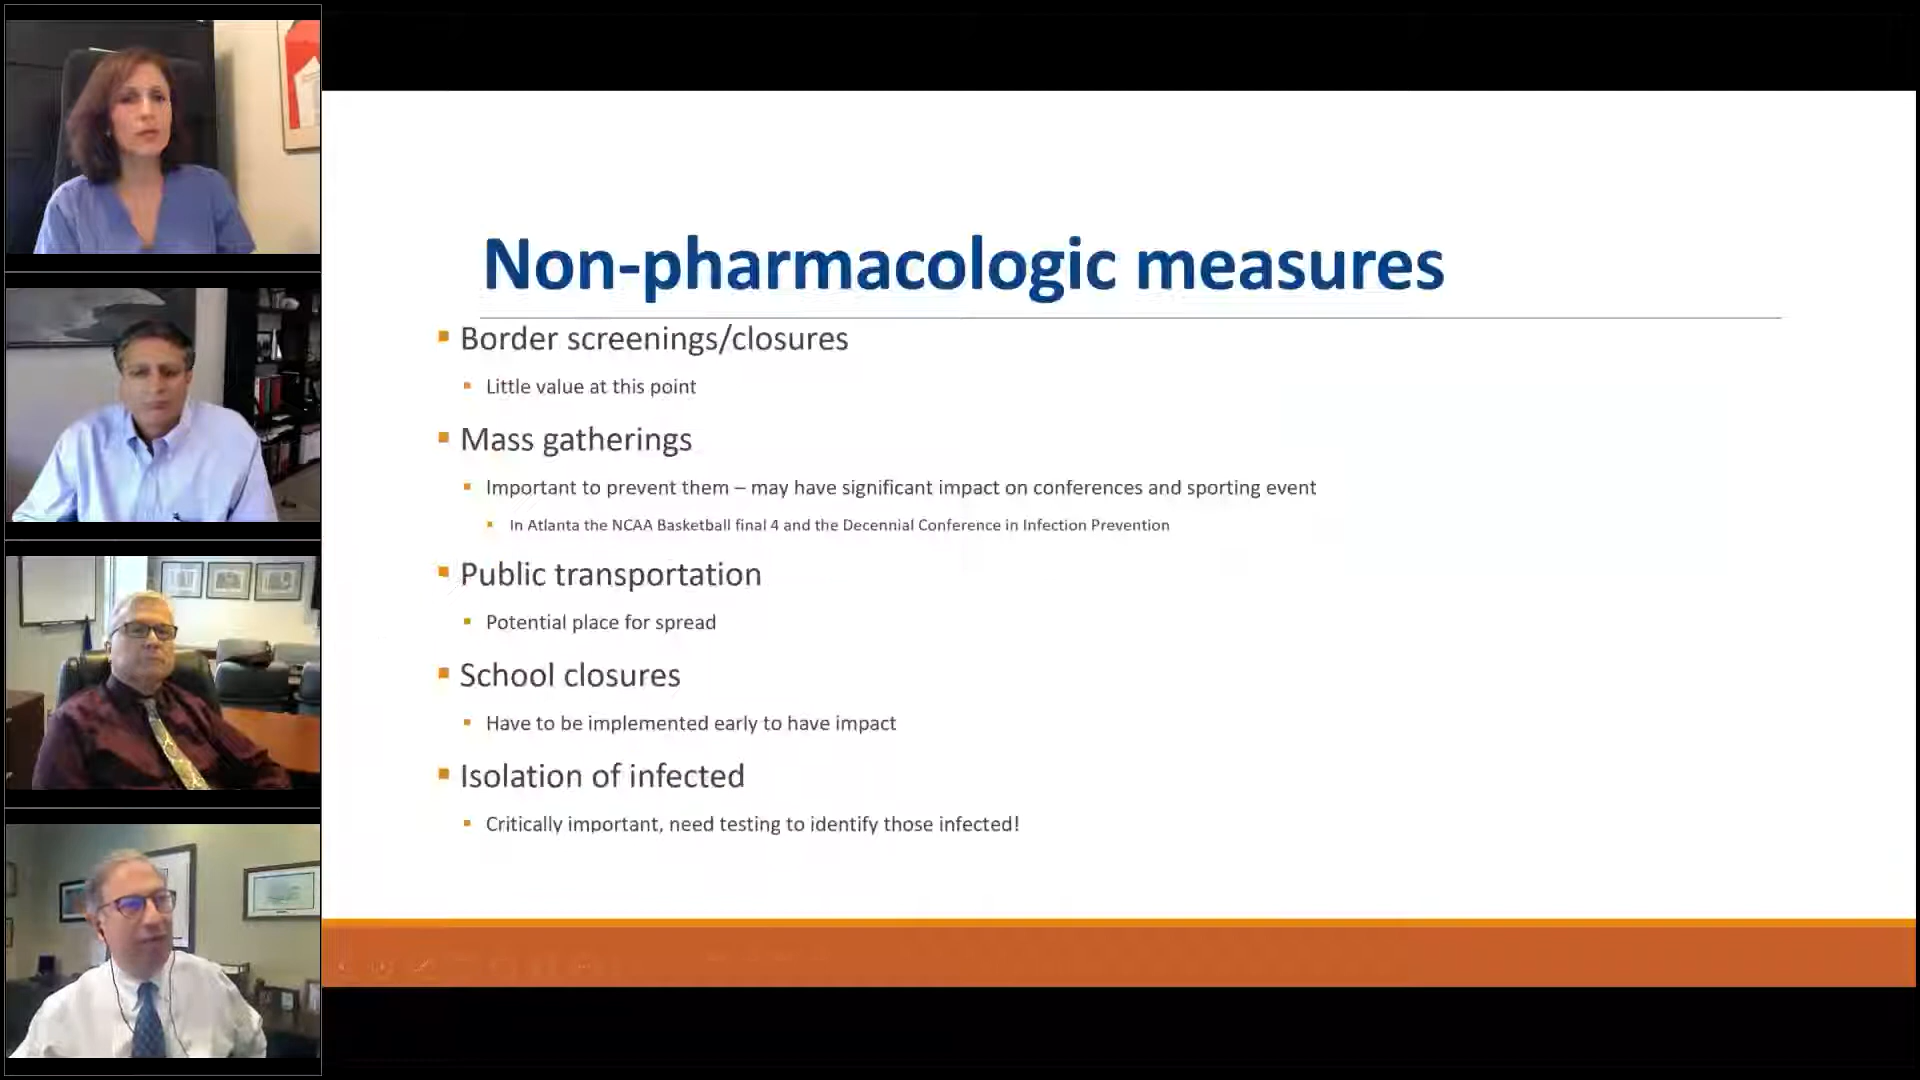 Non-pharmacologic measures
Border screenings/closures
Little value at this point
Mass gatherings
Important to prevent them – may have significant impact on conferences and sporting event
In Atlanta the NCAA Basketball final 4 and the Decennial Conference in Infection Prevention
Public transportation
Potential place for spread
School closures
Have to be implemented early to have impact
Isolation of infected
Critically important, need testing to identify those infected!